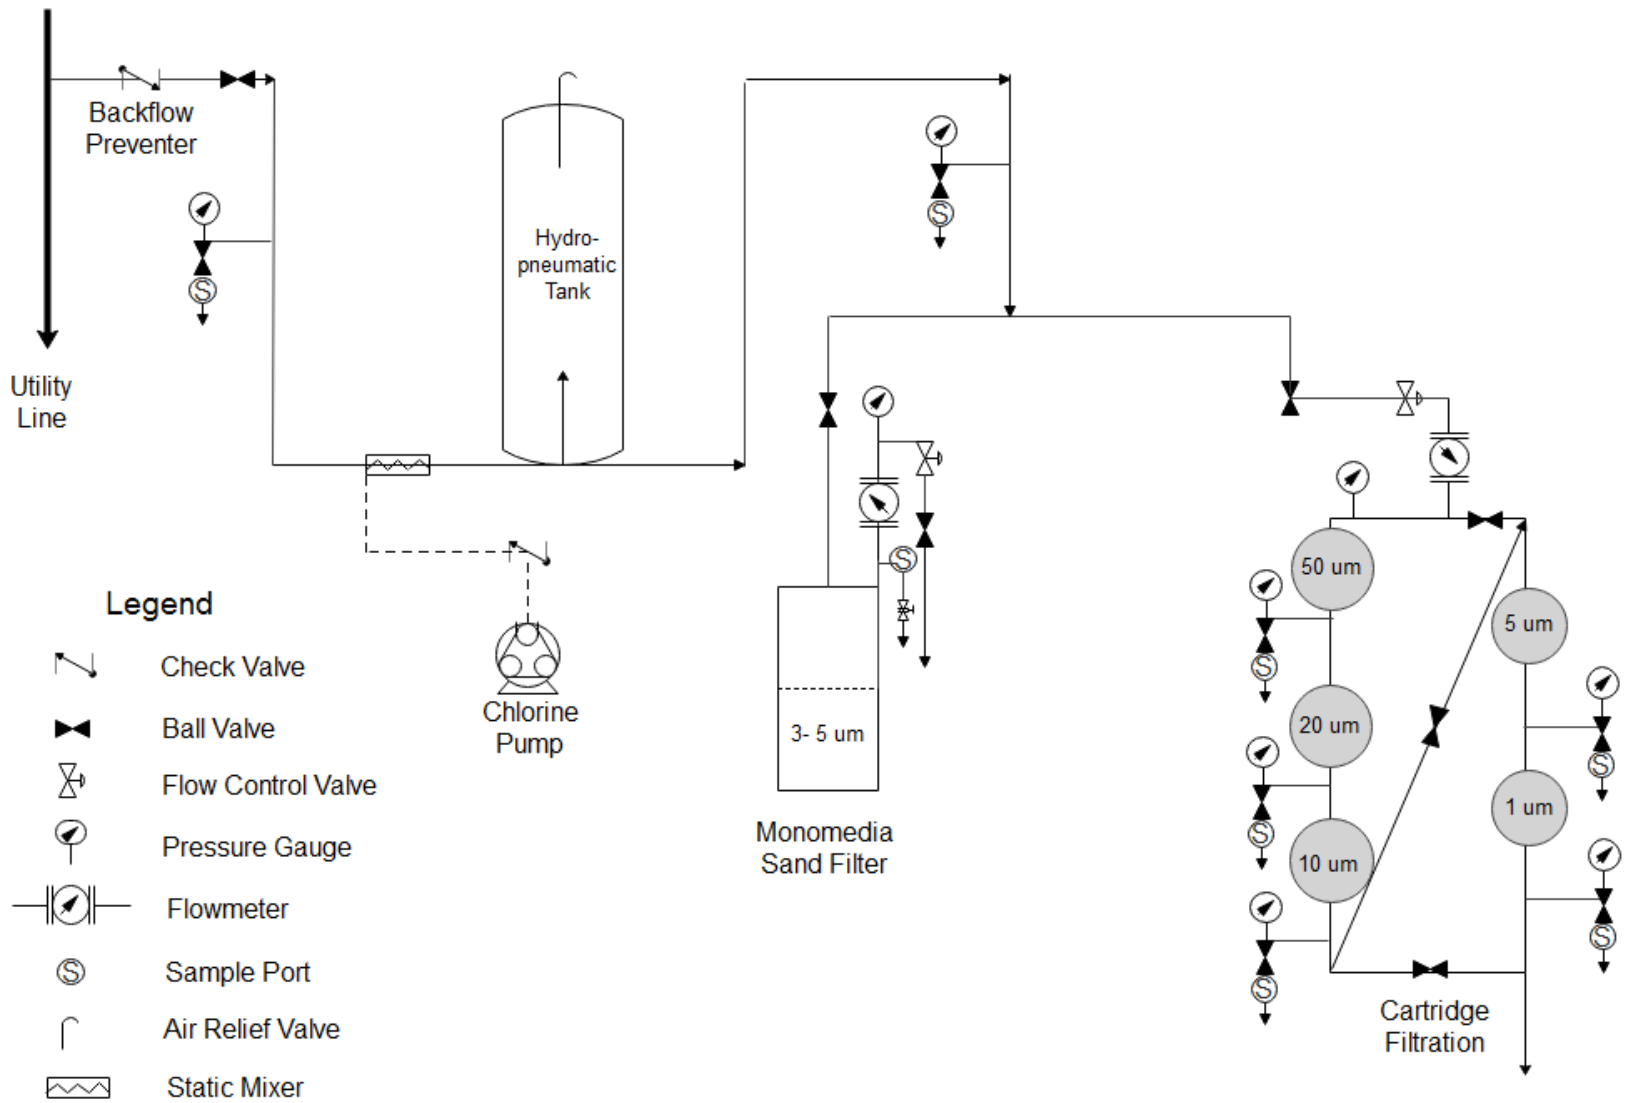 Backflow
Preventer
S
Utility
Line
Hydro-
pneumatic
Tank
S
Chlorine
Pump
S
3- 5 um
Monomedia
Sand Filter
50 um
S
20 um
S
10 um
S
5 um
S
1 um
S
Cartridge
Filtration
Legend
Check Valve
Ball Valve
Flow Control Valve
Pressure Gauge
Flowmeter
S Sample Port
Air Relief Valve
Static Mixer